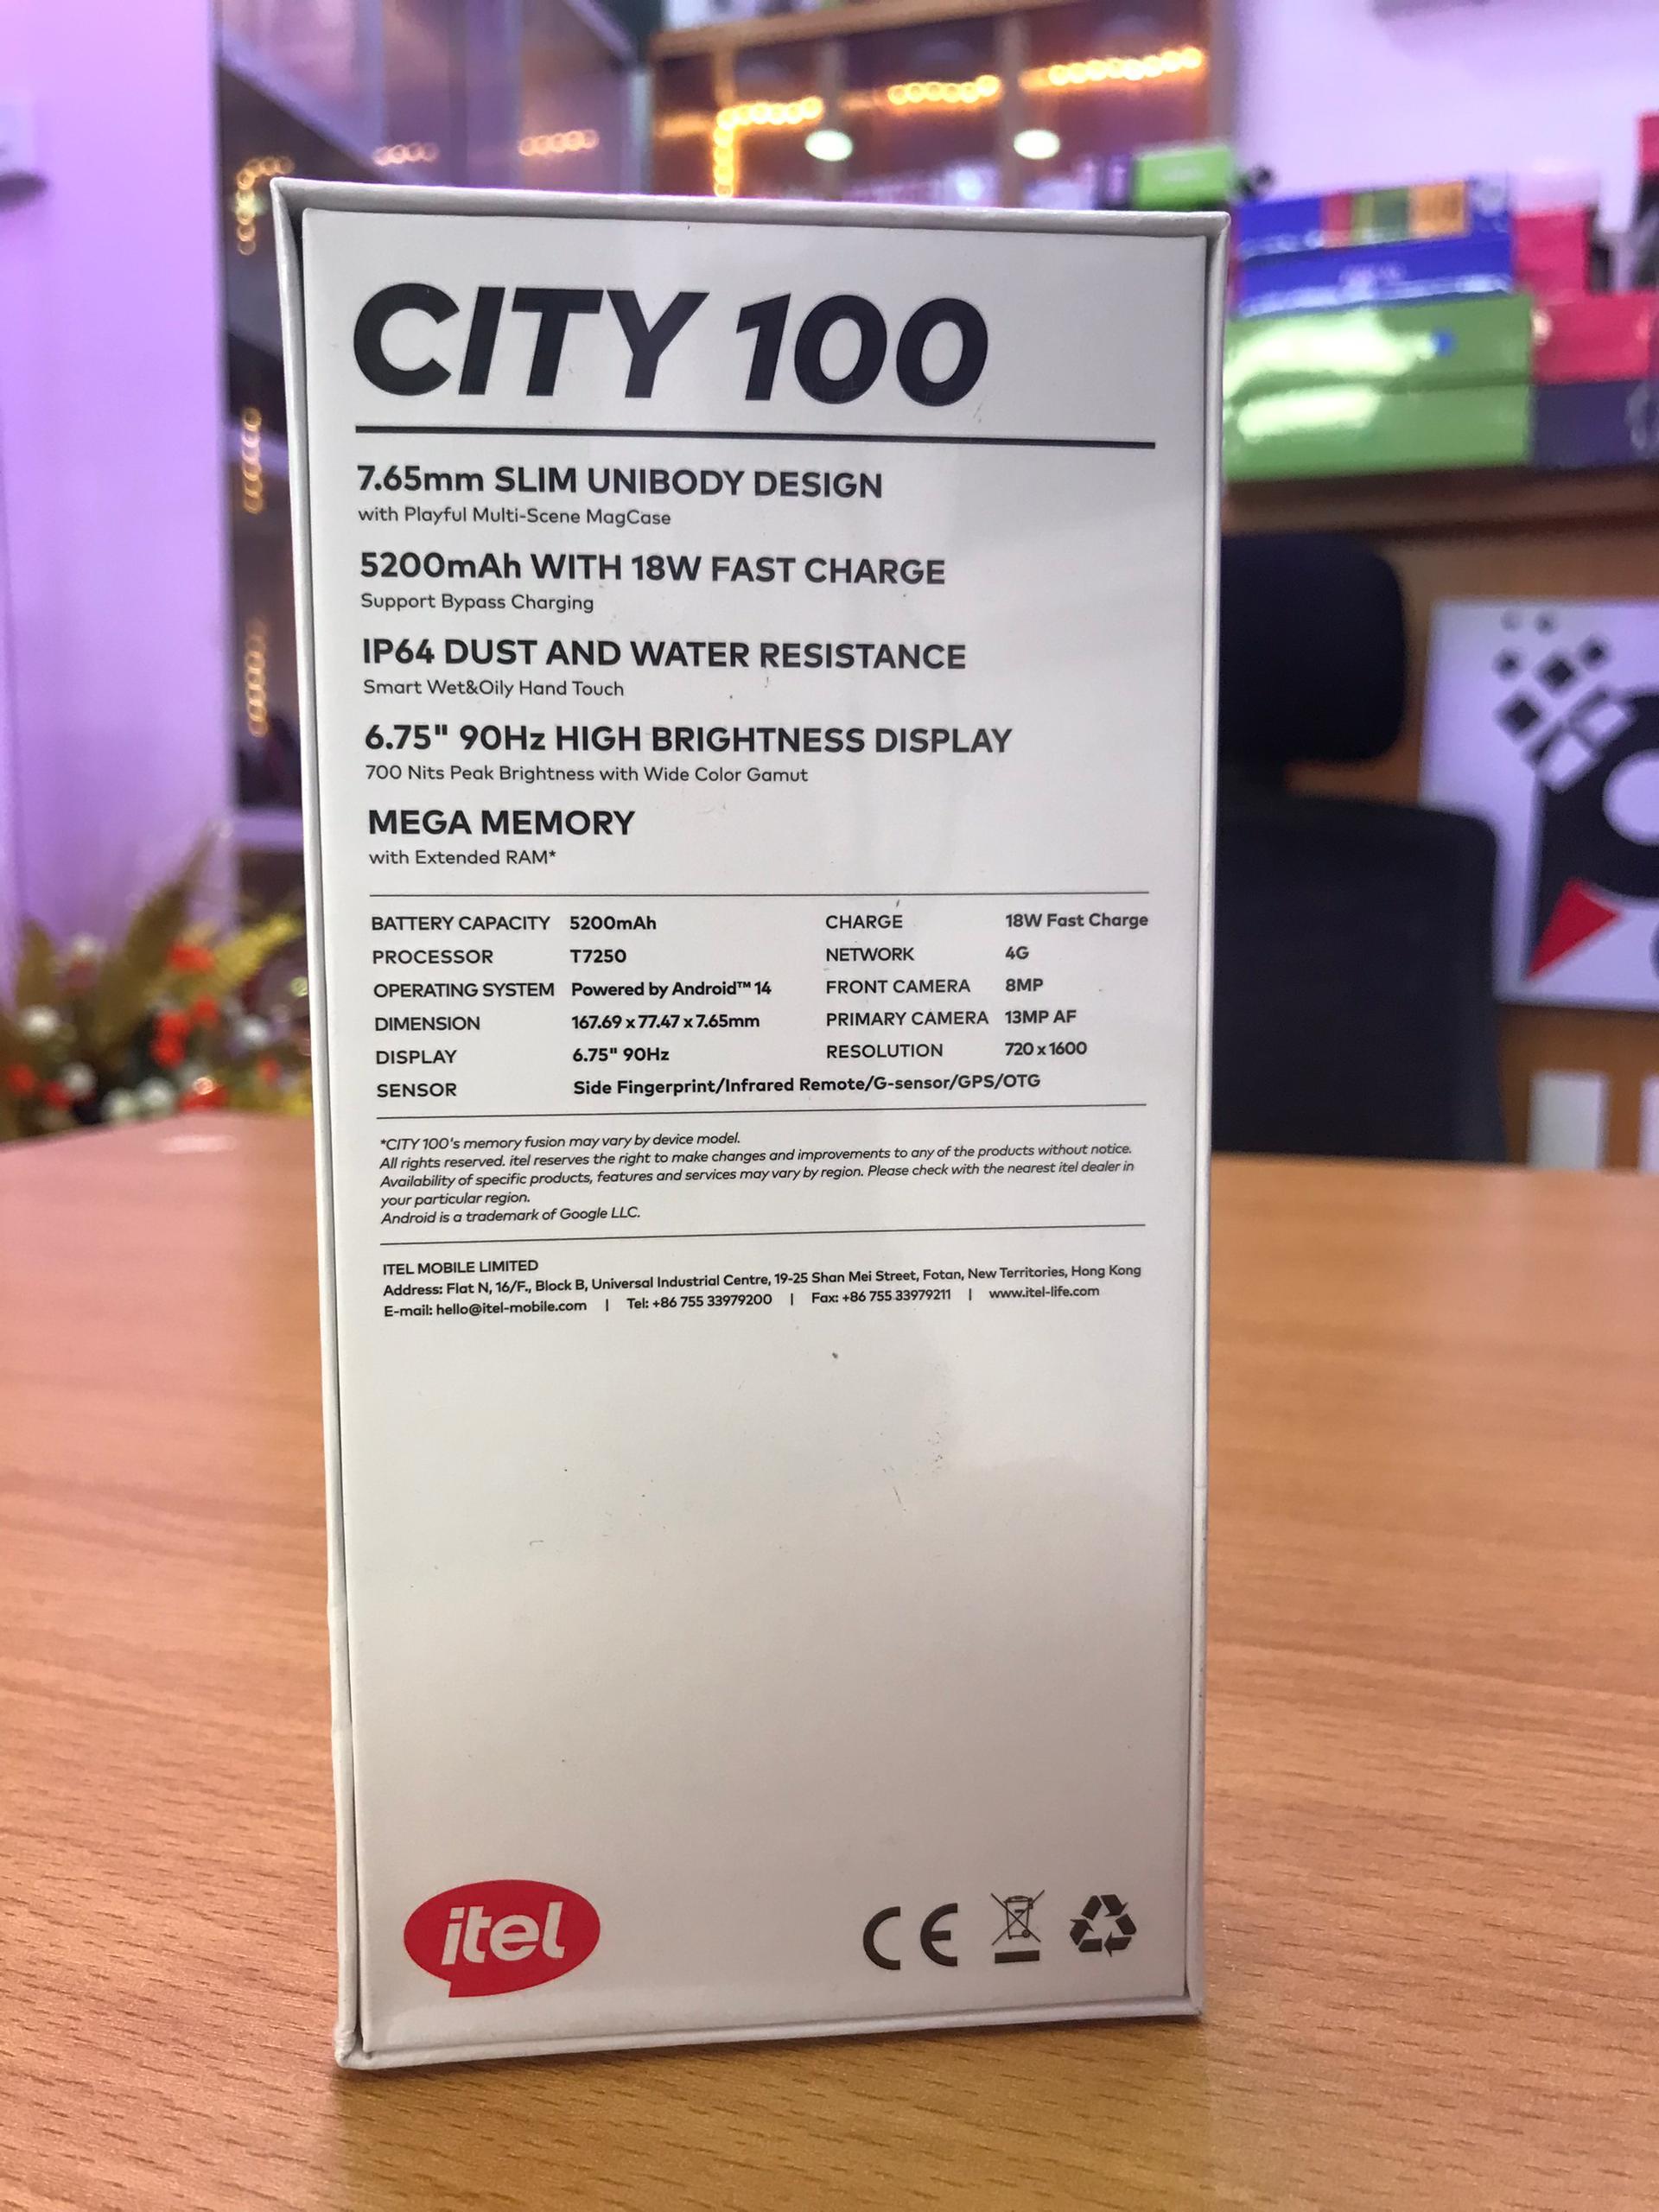 CITY 100
7.65mm SLIM UNIBODY DESIGN
with Playful Multi-Scene MagCase
5200mAh WITH 18W FAST CHARGE
Support Bypass Charging
IP64 DUST AND WATER RESISTANCE
Smart Wet&Oily Hand Touch
6.75" 90Hz HIGH BRIGHTNESS DISPLAY
700 Nits Peak Brightness with Wide Color Gamut
MEGA MEMORY
with Extended RAM*
BATTERY CAPACITY 5200mAh CHARGE 18W Fast Charge
PROCESSOR T7250 NETWORK 4G
OPERATING SYSTEM Powered by Android™ 14 FRONT CAMERA 8MP
DIMENSION 167.69 x 77.47 x 7.65mm PRIMARY CAMERA 13MP AF
DISPLAY 6.75" 90Hz RESOLUTION 720 x 1600
SENSOR Side Fingerprint/Infrared Remote/G-sensor/GPS/OTG
*CITY 100's memory fusion may vary by device model.
All rights reserved. itel reserves the right to make changes and improvements to any of the products without notice.
Availability of specific products, features and services may vary by region. Please check with the nearest itel dealer in
your particular region.
Android is a trademark of Google LLC.
ITEL MOBILE LIMITED
Address: Flat N, 16/F., Block B, Universal Industrial Centre, 19-25 Shan Mei Street, Fotan, New Territories, Hong Kong
E-mail: hello@itel-mobile.com | Tel: +86 755 33979200 | Fax: +86 755 33979211 | www.itel-life.com
itel CE